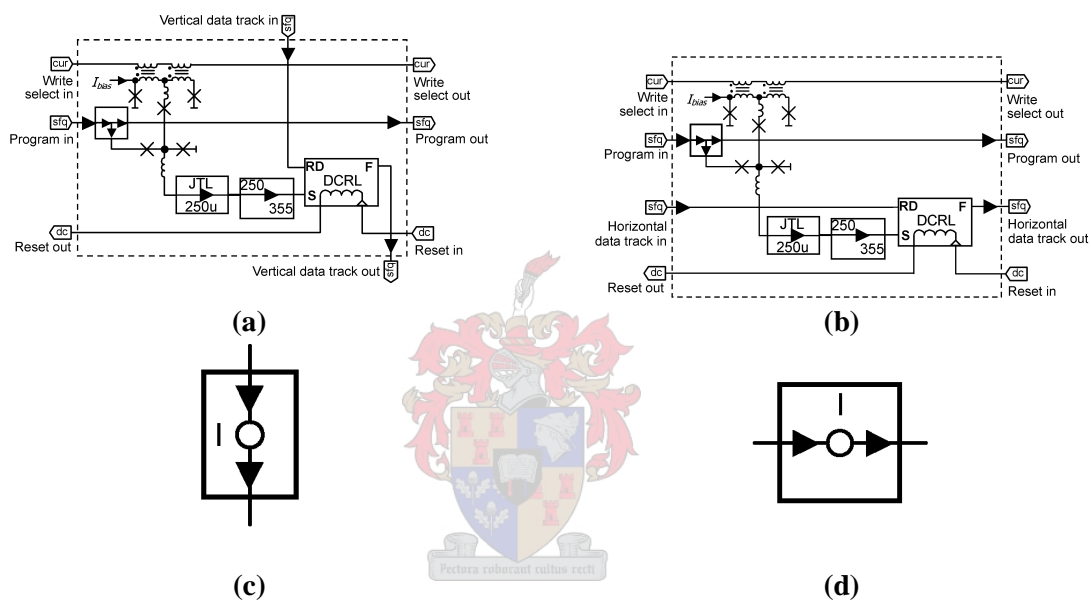 Vertical data track in
sfq
cur
Write
select in
I_bias
cur
Write
select out
sfq
Program in
sfq
Program out
RD F
DCRL
S
JTL
250u
250
355
dc
Reset out
dc
Reset in
Vertical data track out
sfq
(a)
cur
Write
select in
I_bias
cur
Write
select out
sfq
Program in
sfq
Program out
sfq
Horizontal
data track in
RD F
DCRL
S
sfq
Horizontal
data track out
JTL
250u
250
355
dc
Reset out
dc
Reset in
(b)
I
(c)
I
(d)
Pectora roborant cultus recti